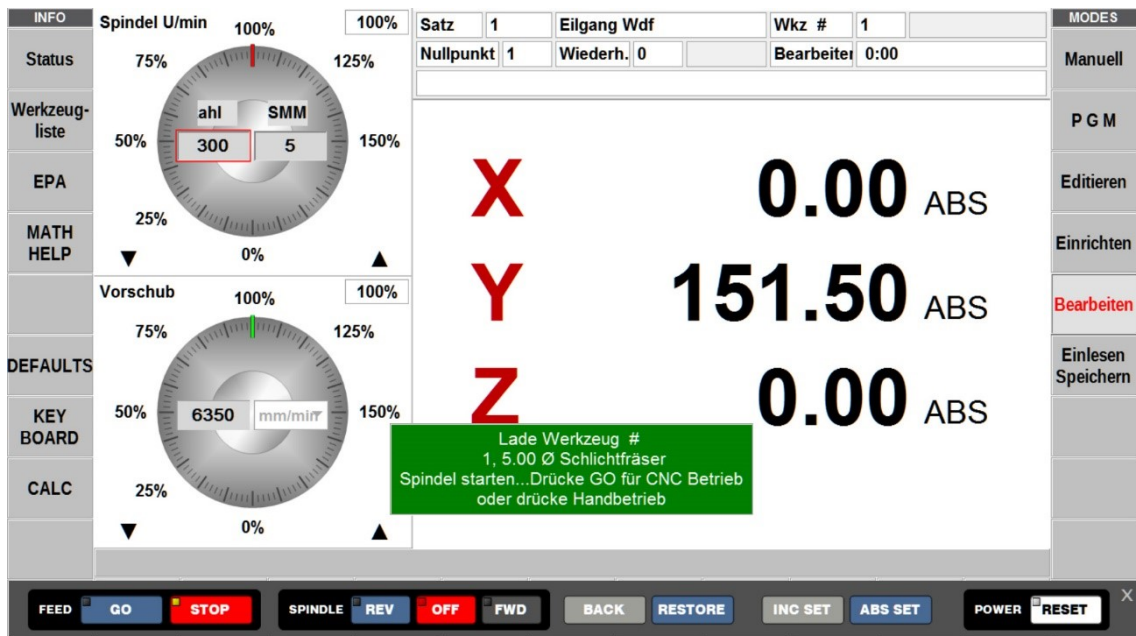 INFO
Status
Werkzeug-
liste
EPA
MATH
HELP
DEFAULTS
KEY
BOARD
CALC
Spindel U/min
100%
100%
75%
125%
ahl
SMM
50%
300
5
150%
25%
▼
0%
▲
Vorschub
100%
100%
75%
125%
50%
6350
mm/min
150%
25%
▼
0%
▲
Satz 1 Eilgang Wdf Wkz # 1
Nullpunkt 1 Wiederh. 0 Bearbeiter 0:00
X 0.00 ABS
Y 151.50 ABS
Z 0.00 ABS
Lade Werkzeug #
1, 5.00 Ø Schlichtfräser
Spindel starten...Drücke GO für CNC Betrieb
oder drücke Handbetrieb
MODES
Manuell
P G M
Editieren
Einrichten
Bearbeiten
Einlesen
Speichern
FEED GO STOP SPINDLE REV OFF FWD BACK RESTORE INC SET ABS SET POWER RESET X